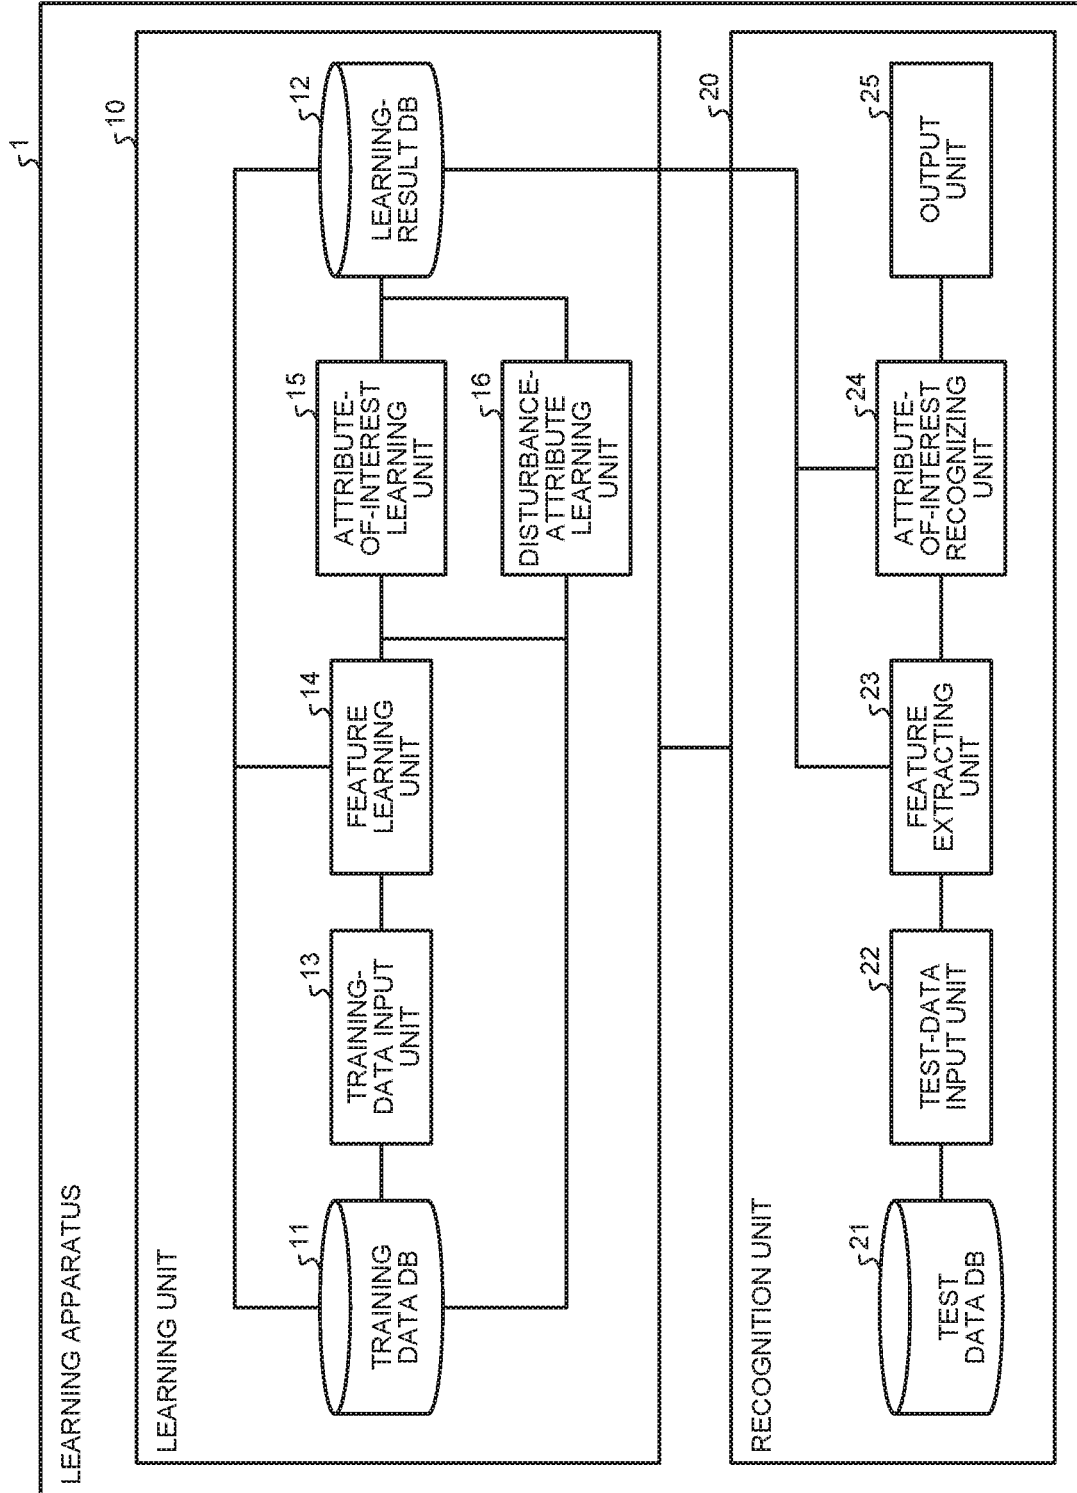 1
LEARNING APPARATUS
10
LEARNING UNIT
11
TRAINING
DATA DB
13
TRAINING-
DATA INPUT
UNIT
14
FEATURE
LEARNING
UNIT
15
ATTRIBUTE-
OF-INTEREST
LEARNING
UNIT
12
LEARNING-
RESULT DB
16
DISTURBANCE-
ATTRIBUTE
LEARNING
UNIT
20
RECOGNITION UNIT
21
TEST
DATA DB
22
TEST-DATA
INPUT UNIT
23
FEATURE
EXTRACTING
UNIT
24
ATTRIBUTE-
OF-INTEREST
RECOGNIZING
UNIT
25
OUTPUT
UNIT